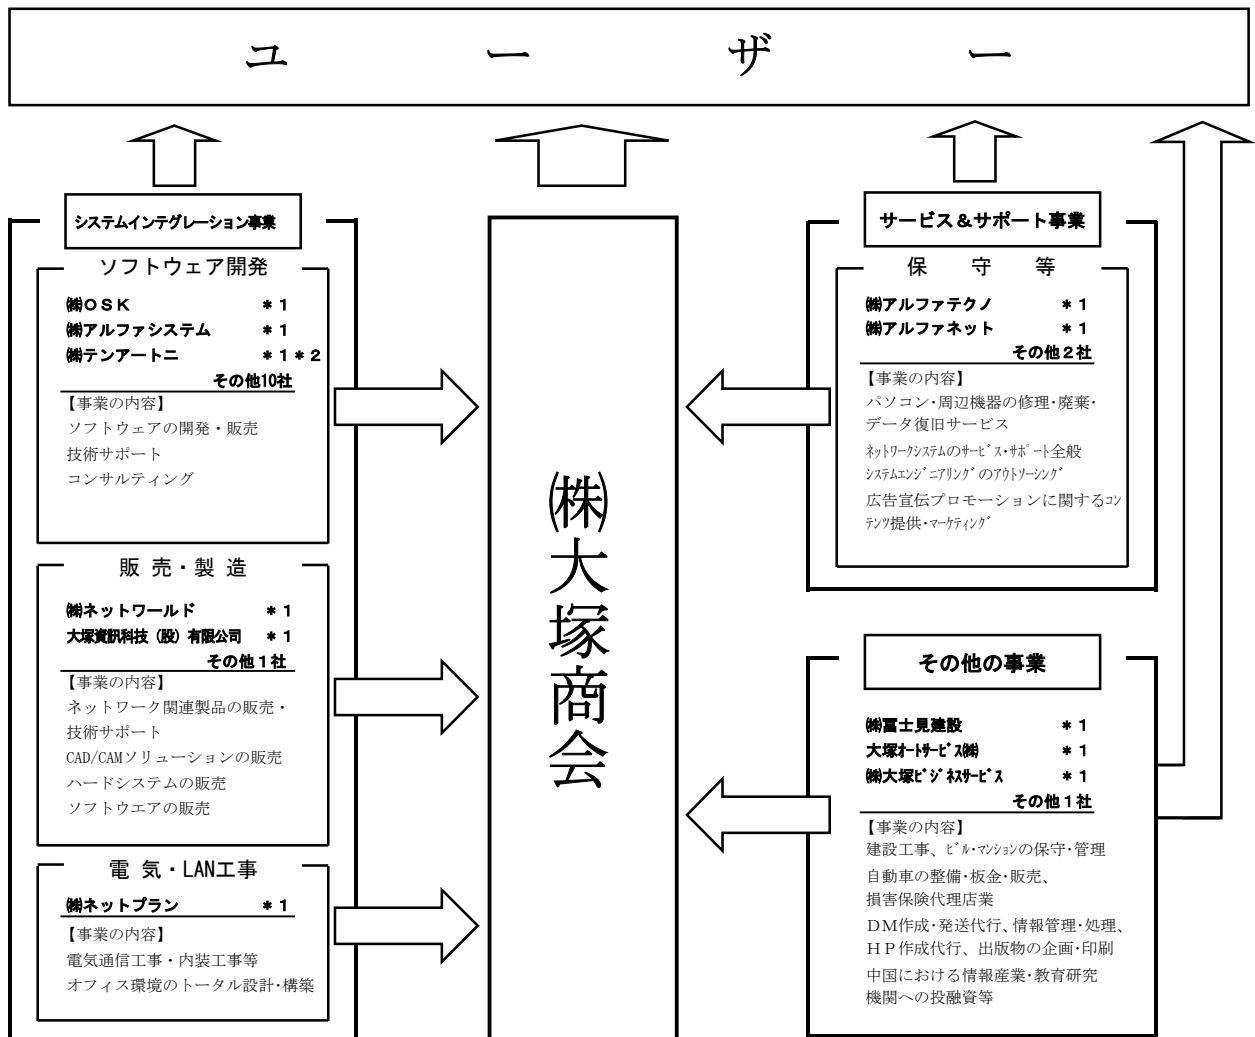 ユーザー
システムインテグレーション事業
ソフトウェア開発
㈱ＯＳＫ ＊１
㈱アルファシステム ＊１
㈱テンアートニ ＊１＊２
その他10社
【事業の内容】
ソフトウェアの開発・販売
技術サポート
コンサルティング
販売・製造
㈱ネットワールド ＊１
大塚資訊科技（股）有限公司 ＊１
その他１社
【事業の内容】
ネットワーク関連製品の販売・
技術サポート
CAD/CAMソリューションの販売
ハードシステムの販売
ソフトウエアの販売
電気・LAN工事
㈱ネットプラン ＊１
【事業の内容】
電気通信工事・内装工事等
オフィス環境のトータル設計・構築
㈱大塚商会
サービス＆サポート事業
保守等
㈱アルファテクノ ＊１
㈱アルファネット ＊１
その他２社
【事業の内容】
パソコン・周辺機器の修理・廃棄・
データ復旧サービス
ﾈｯﾄﾜｰｸｼｽﾃﾑのｻｰﾋﾞｽ・ｻﾎﾟｰﾄ全般
ｼｽﾃﾑｴﾝｼﾞﾆｱﾘﾝｸﾞのｱｳﾄｿｰｼﾝｸﾞ
広告宣伝プロモーションに関するｺﾝ
ﾃﾝﾂ提供・ﾏｰｹﾃｨﾝｸﾞ
その他の事業
㈱冨士見建設 ＊１
大塚ｵｰﾄｻｰﾋﾞｽ㈱ ＊１
㈱大塚ﾋﾞｼﾞﾈｽｻｰﾋﾞｽ ＊１
その他１社
【事業の内容】
建設工事、ﾋﾞﾙ・ﾏﾝｼｮﾝの保守・管理
自動車の整備・板金・販売、
損害保険代理店業
ＤＭ作成・発送代行、情報管理・処理、
ＨＰ作成代行、出版物の企画・印刷
中国における情報産業・教育研究
機関への投融資等